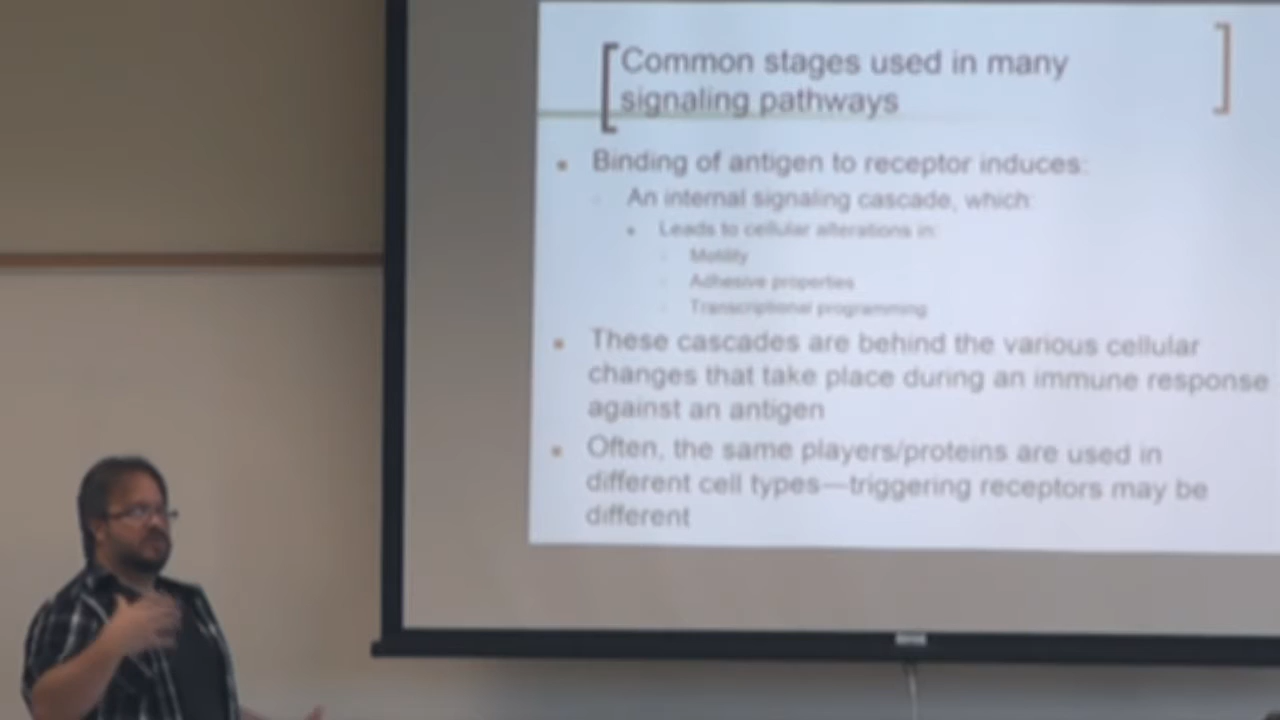 Common stages used in many
signaling pathways
Binding of antigen to receptor induces:
An internal signaling cascade, which:
Leads to cellular alterations in:
Motility
Adhesive properties
Transcriptional programming
These cascades are behind the various cellular
changes that take place during an immune response
against an antigen
Often, the same players/proteins are used in
different cell types—triggering receptors may be
different